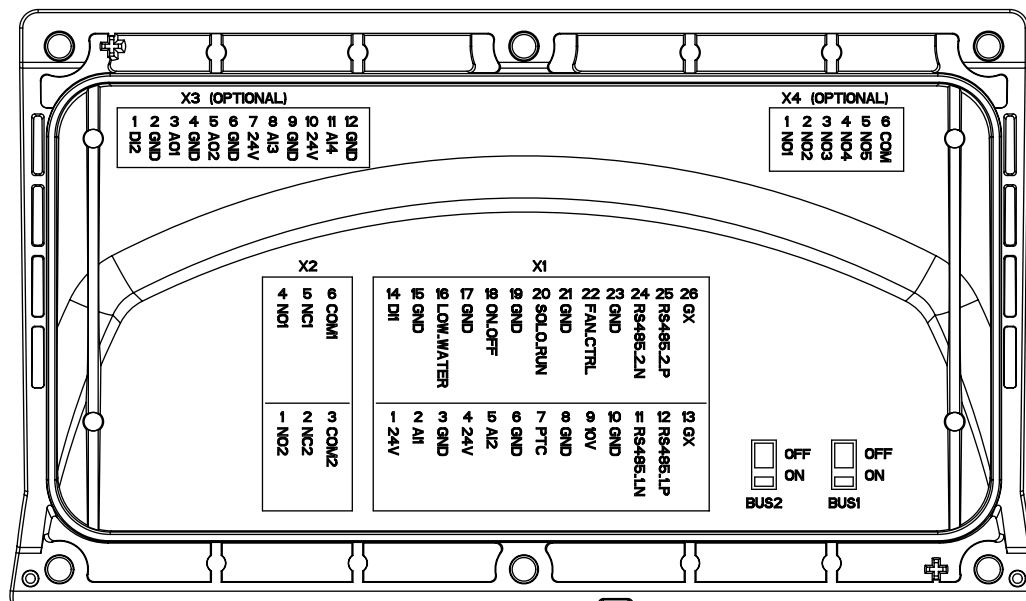 X3 (OPTIONAL)
1 DI2
2 GND
3 AO1
4 GND
5 AO2
6 GND
7 24V
8 AI3
9 GND
10 24V
11 AI4
12 GND
X4 (OPTIONAL)
1 NO1
2 NO2
3 NO3
4 NO4
5 NO5
6 COM
X2
4 NO1
5 NC1
6 COM1
1 NO2
2 NC2
3 COM2
X1
14 DI1
15 GND
16 LOW.WATER
17 GND
18 ON.OFF
19 GND
20 SOLO.RUN
21 GND
22 FAN.CTRL
23 GND
24 RS485.2.N
25 RS485.2.P
26 GX
1 24V
2 AI1
3 GND
4 24V
5 AI2
6 GND
7 PTC
8 GND
9 10V
10 GND
11 RS485.1.N
12 RS485.1.P
13 GX
OFF
ON
BUS2
OFF
ON
BUS1